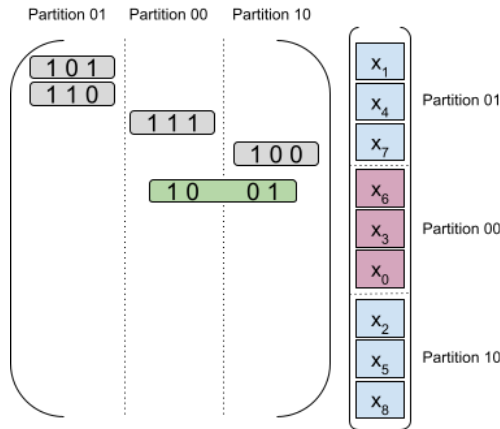 Partition 01 Partition 00 Partition 10
1 0 1
1 1 0
1 1 1
1 0 0
1 0 0 1
x1
x4
x7
Partition 01
x6
x3
x0
Partition 00
x2
x5
x8
Partition 10